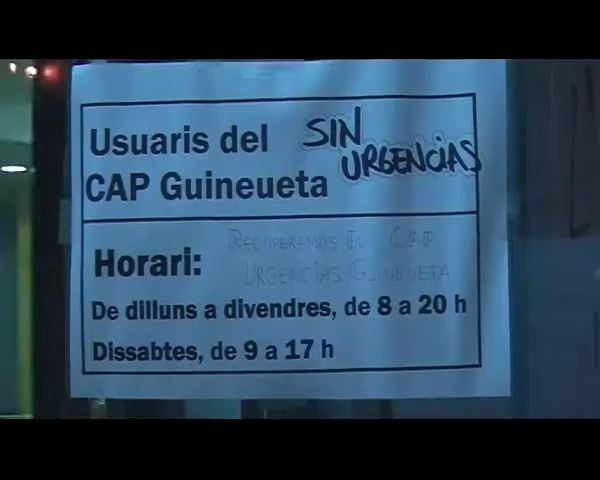 Usuaris del SIN
CAP Guineueta URGENCIAS
Horari: RECUPEREMOS EL CAP
URGENCIAS GUINEUETA
De dilluns a divendres, de 8 a 20 h
Dissabtes, de 9 a 17 h